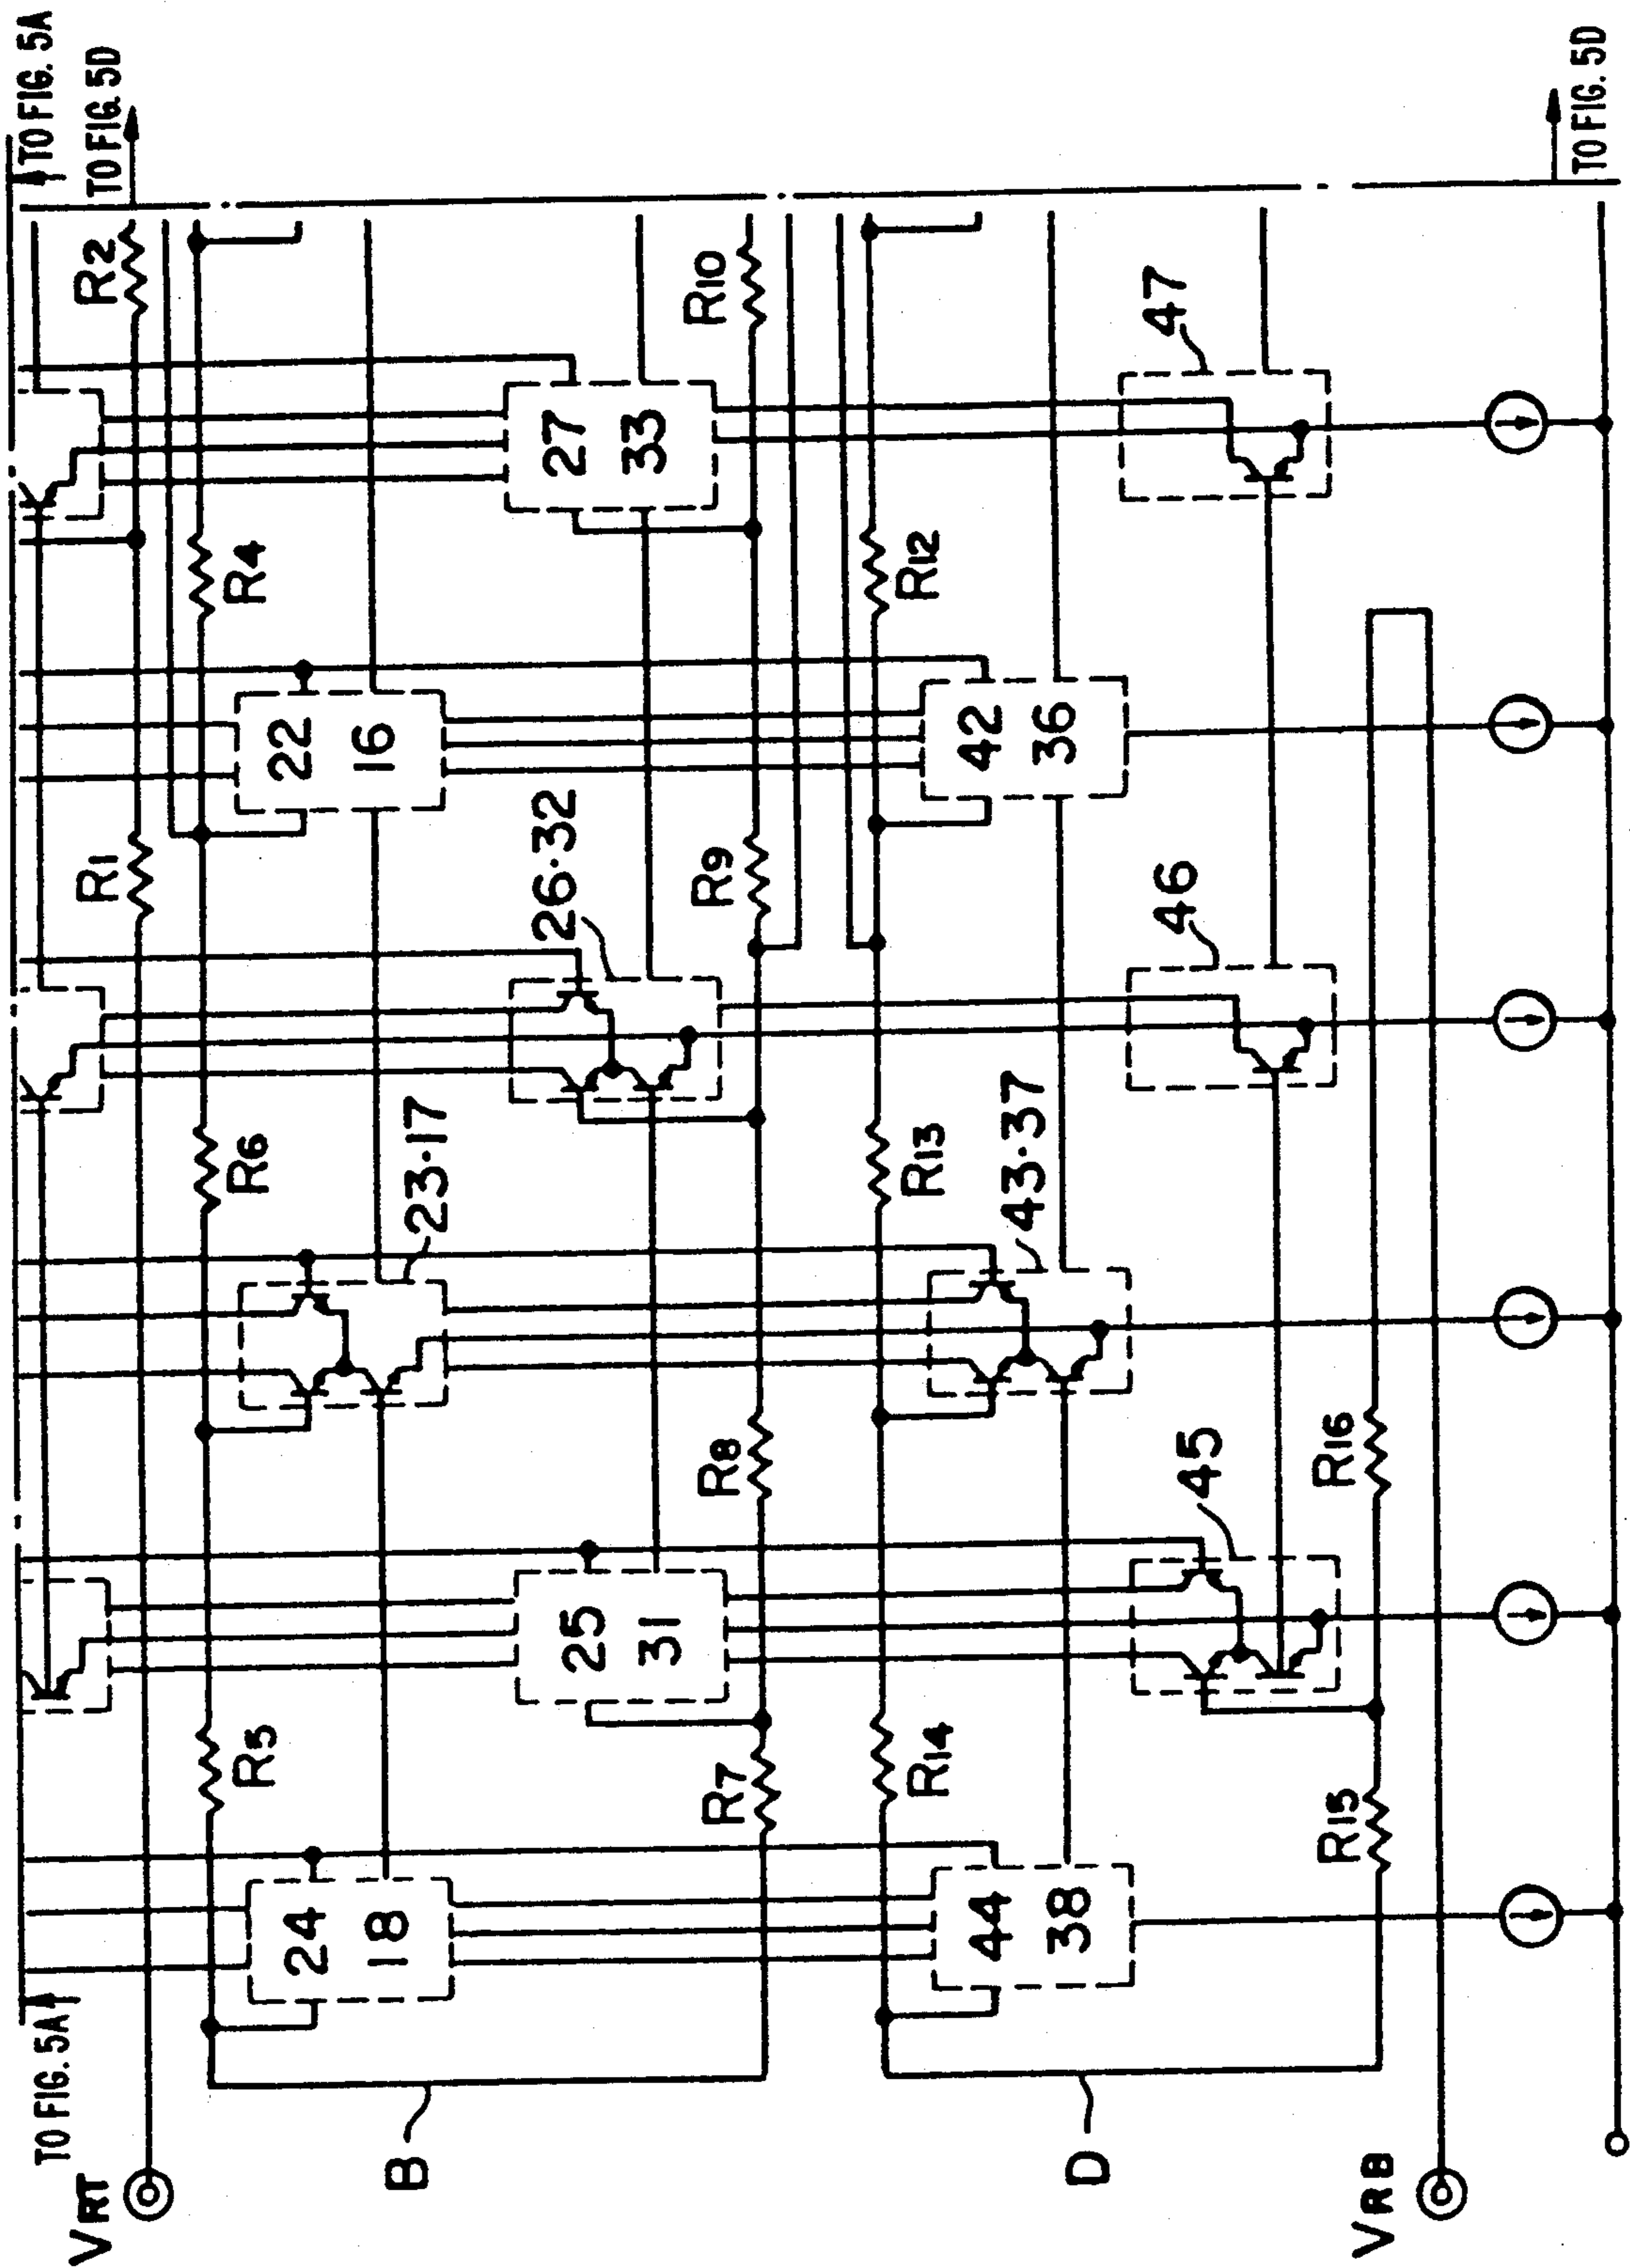 TO FIG. 5A
TO FIG. 5A
TO FIG. 5D
VRT
R1
R2
R5
R6
R4
24
18
23·17
22
16
B
25
31
26·32
27
33
R7
R8
R9
R10
R14
R13
R12
44
38
43·37
42
36
D
45
46
47
R15
R16
VRB
TO FIG. 5D